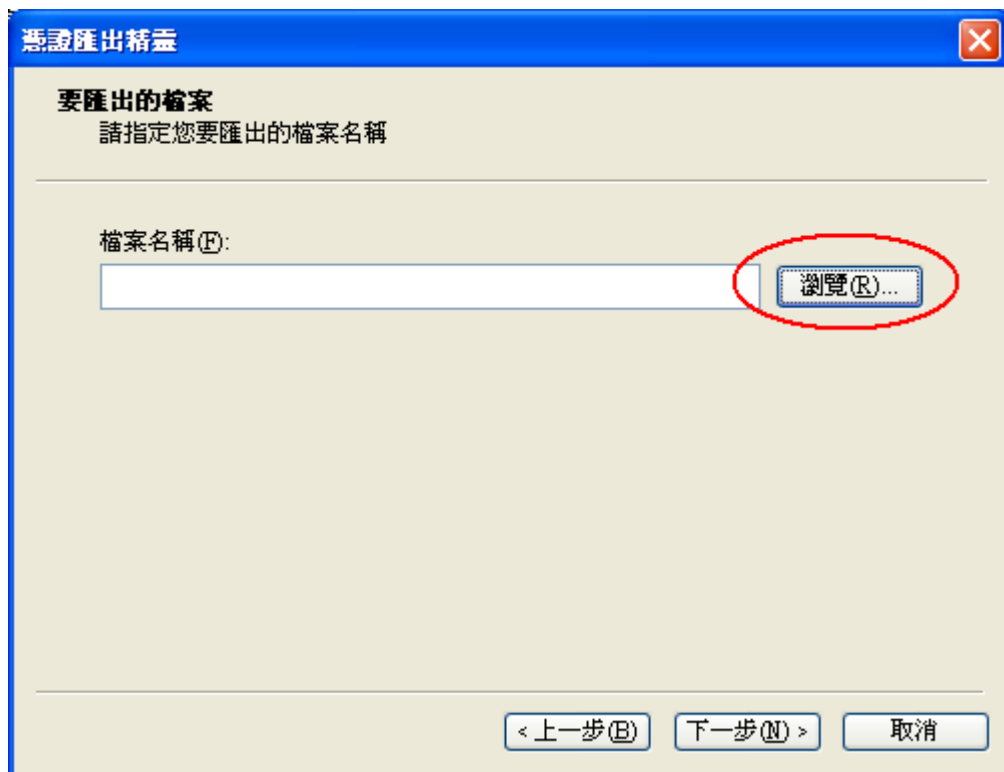 憑證匯出精靈
要匯出的檔案
請指定您要匯出的檔案名稱
檔案名稱(F):
瀏覽(R)...
< 上一步(B)
下一步(N) >
取消